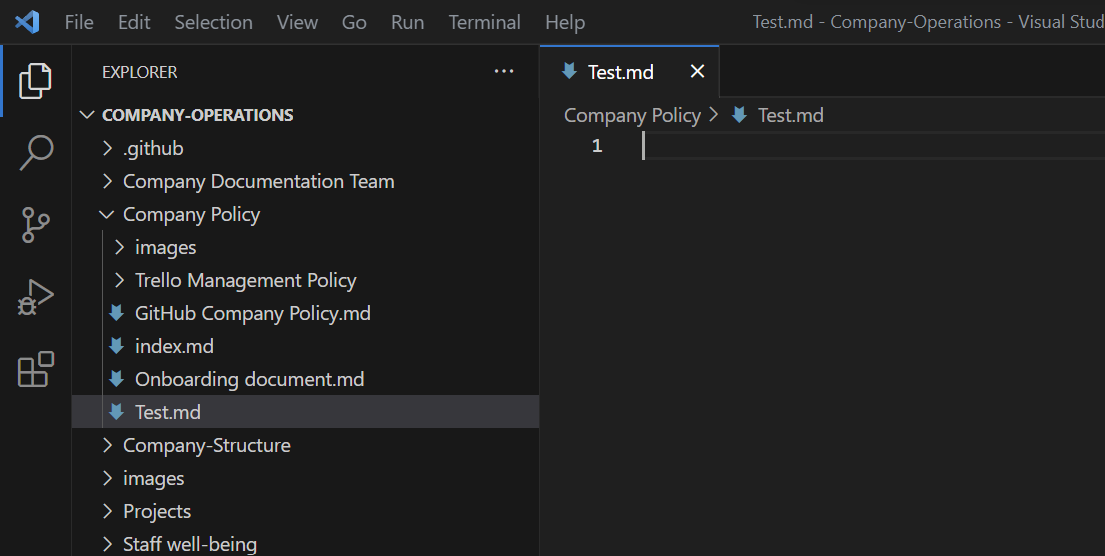 File Edit Selection View Go Run Terminal Help Test.md - Company-Operations - Visual Stud
EXPLORER ...
COMPANY-OPERATIONS
.github
Company Documentation Team
Company Policy
images
Trello Management Policy
GitHub Company Policy.md
index.md
Onboarding document.md
Test.md
Company-Structure
images
Projects
Staff well-being
Test.md
Company Policy > Test.md
1